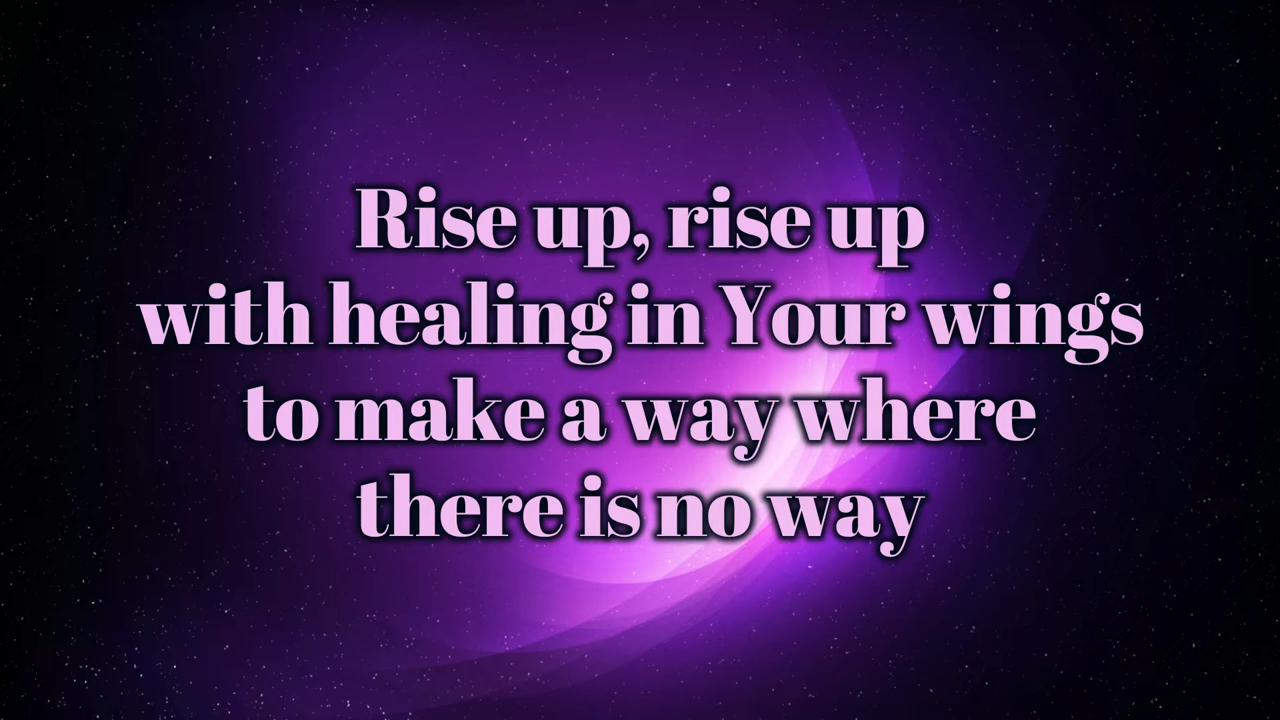 Rise up, rise up
with healing in Your wings
to make a way where
there is no way